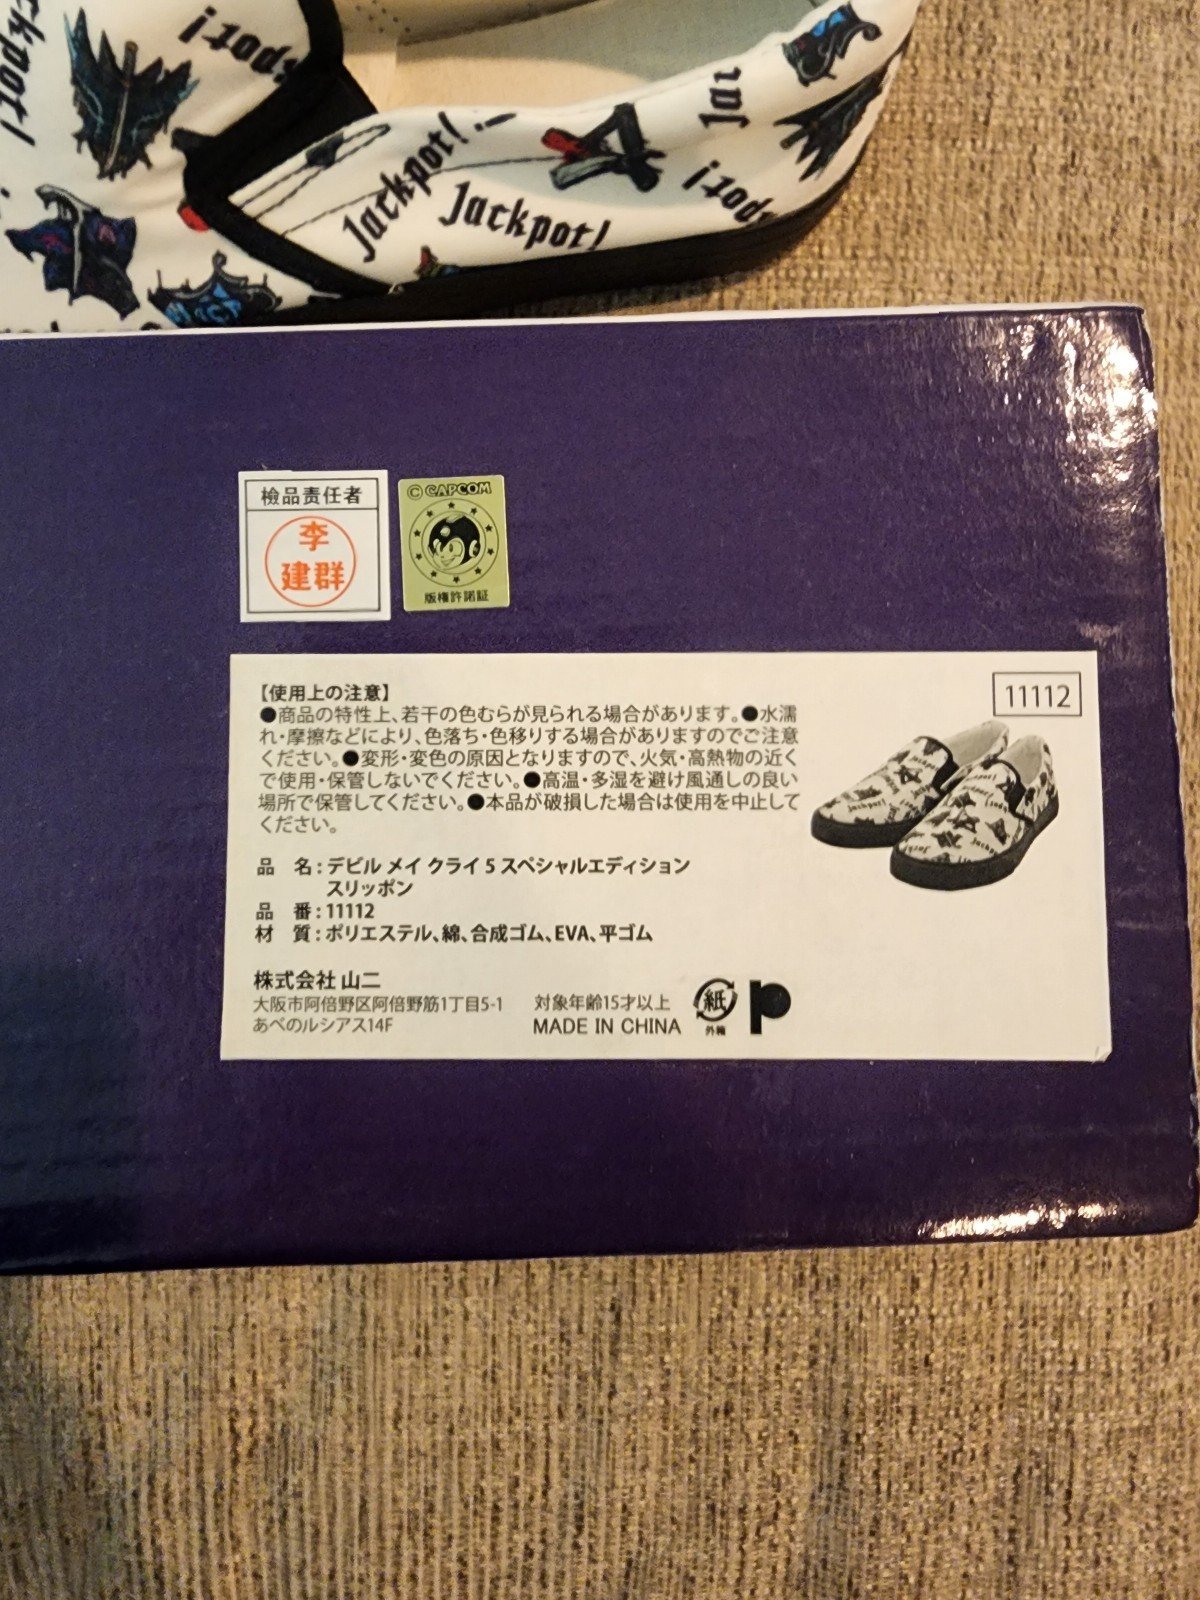 Jackpot!
Jackpot!
Jackpot!
檢品责任者
李
建群
© CAPCOM
版権許諾証
【使用上の注意】
●商品の特性上、若干の色むらが見られる場合があります。●水濡
れ・摩擦などにより、色落ち・色移りする場合がありますのでご注意
ください。●変形・変色の原因となりますので、火気・高熱物の近く
で使用・保管しないでください。●高温・多湿を避け風通しの良い
場所で保管してください。●本品が破損した場合は使用を中止して
ください。
11112
品 名：デビル メイ クライ 5 スペシャルエディション
スリッポン
品 番：11112
材 質：ポリエステル、綿、合成ゴム、EVA、平ゴム
株式会社 山二
大阪市阿倍野区阿倍野筋1丁目5-1
あべのルシアス14F
対象年齢15才以上
MADE IN CHINA
紙
外箱